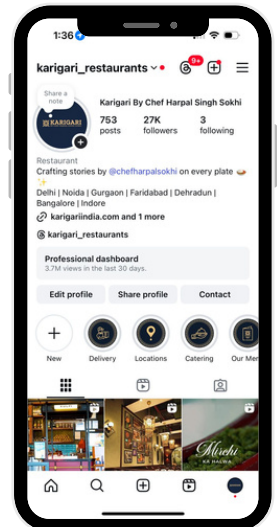 1:36
karigari_restaurants
9+
Share a
note
KARIGARI
Karigari By Chef Harpal Singh Sokhi
753
27K
3
posts
followers
following
Restaurant
Crafting stories by @chefharpalsokhi on every plate
Delhi | Noida | Gurgaon | Faridabad | Dehradun |
Bangalore | Indore
karigariindia.com and 1 more
karigari_restaurants
Professional dashboard
3.7M views in the last 30 days.
Edit profile
Share profile
Contact
New
Delivery
Locations
Catering
Our Mer
Mirchi